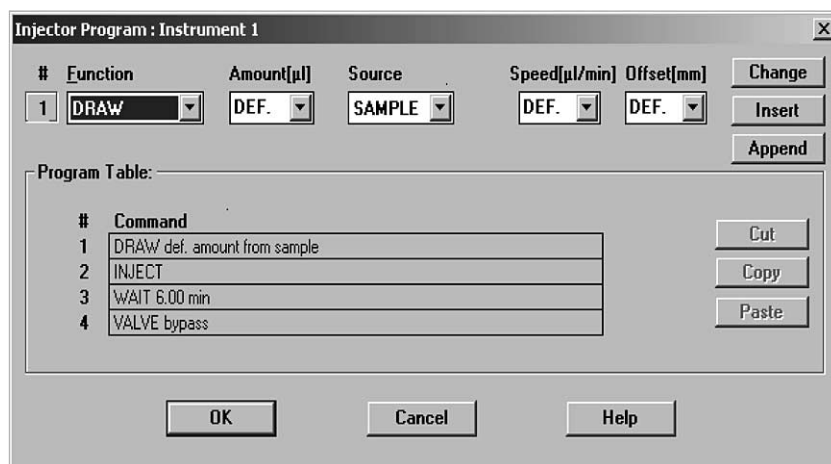 Injector Program : Instrument 1 X
# Function Amount[µl] Source Speed[µl/min] Offset[mm] Change
1 DRAW DEF. SAMPLE DEF. DEF. Insert
Append
Program Table:
# Command
1 DRAW def. amount from sample Cut
2 INJECT Copy
3 WAIT 6.00 min Paste
4 VALVE bypass
OK Cancel Help